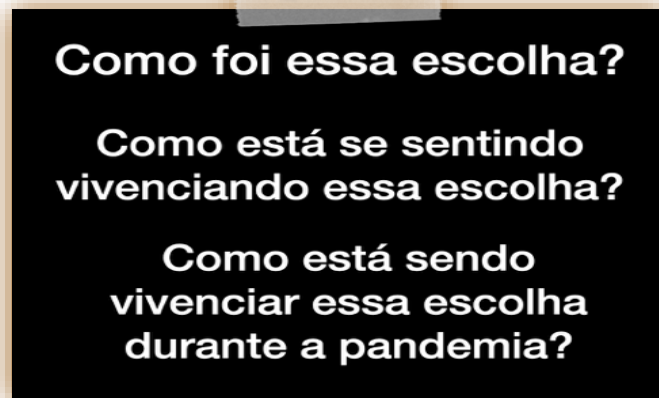 Como foi essa escolha?
Como está se sentindo
vivenciando essa escolha?
Como está sendo
vivenciar essa escolha
durante a pandemia?